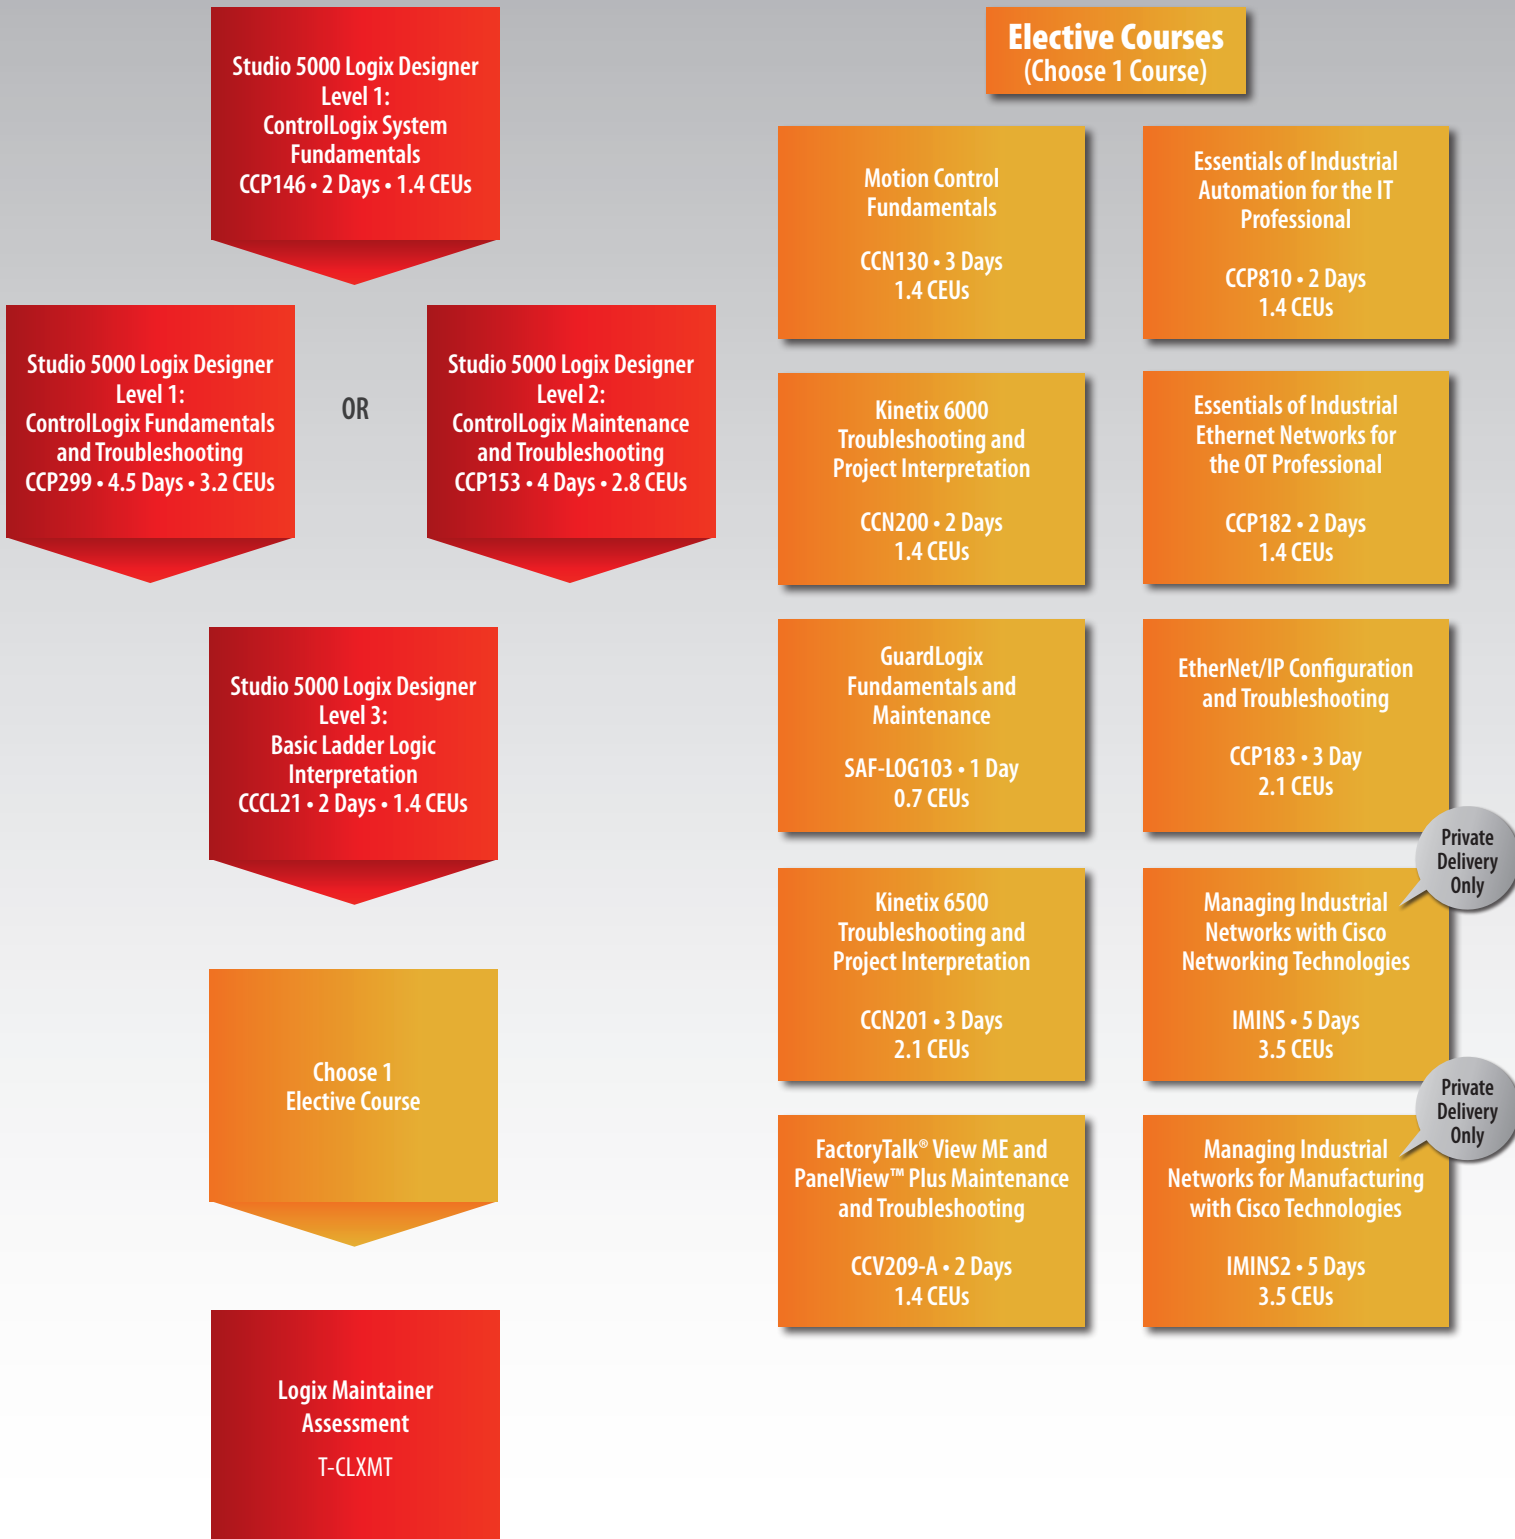 Studio 5000 Logix Designer
Level 1:
ControlLogix System
Fundamentals
CCP146 • 2 Days • 1.4 CEUs
Studio 5000 Logix Designer
Level 1:
ControlLogix Fundamentals
and Troubleshooting
CCP299 • 4.5 Days • 3.2 CEUs
OR
Studio 5000 Logix Designer
Level 2:
ControlLogix Maintenance
and Troubleshooting
CCP153 • 4 Days • 2.8 CEUs
Studio 5000 Logix Designer
Level 3:
Basic Ladder Logic
Interpretation
CCCL21 • 2 Days • 1.4 CEUs
Choose 1
Elective Course
Logix Maintainer
Assessment
T-CLXMT
Elective Courses
(Choose 1 Course)
Motion Control
Fundamentals
CCN130 • 3 Days
1.4 CEUs
Essentials of Industrial
Automation for the IT
Professional
CCP810 • 2 Days
1.4 CEUs
Kinetix 6000
Troubleshooting and
Project Interpretation
CCN200 • 2 Days
1.4 CEUs
Essentials of Industrial
Ethernet Networks for
the OT Professional
CCP182 • 2 Days
1.4 CEUs
GuardLogix
Fundamentals and
Maintenance
SAF-LOG103 • 1 Day
0.7 CEUs
EtherNet/IP Configuration
and Troubleshooting
CCP183 • 3 Day
2.1 CEUs
Kinetix 6500
Troubleshooting and
Project Interpretation
CCN201 • 3 Days
2.1 CEUs
Private
Delivery
Only
Managing Industrial
Networks with Cisco
Networking Technologies
IMINS • 5 Days
3.5 CEUs
FactoryTalk® View ME and
PanelView™ Plus Maintenance
and Troubleshooting
CCV209-A • 2 Days
1.4 CEUs
Private
Delivery
Only
Managing Industrial
Networks for Manufacturing
with Cisco Technologies
IMINS2 • 5 Days
3.5 CEUs